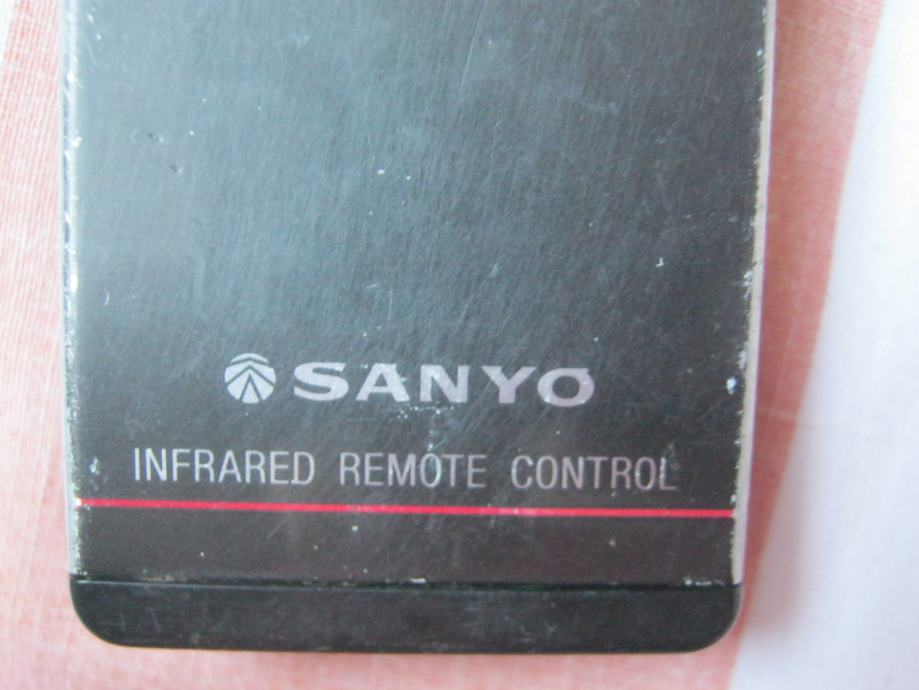 SANYO
INFRARED REMOTE CONTROL